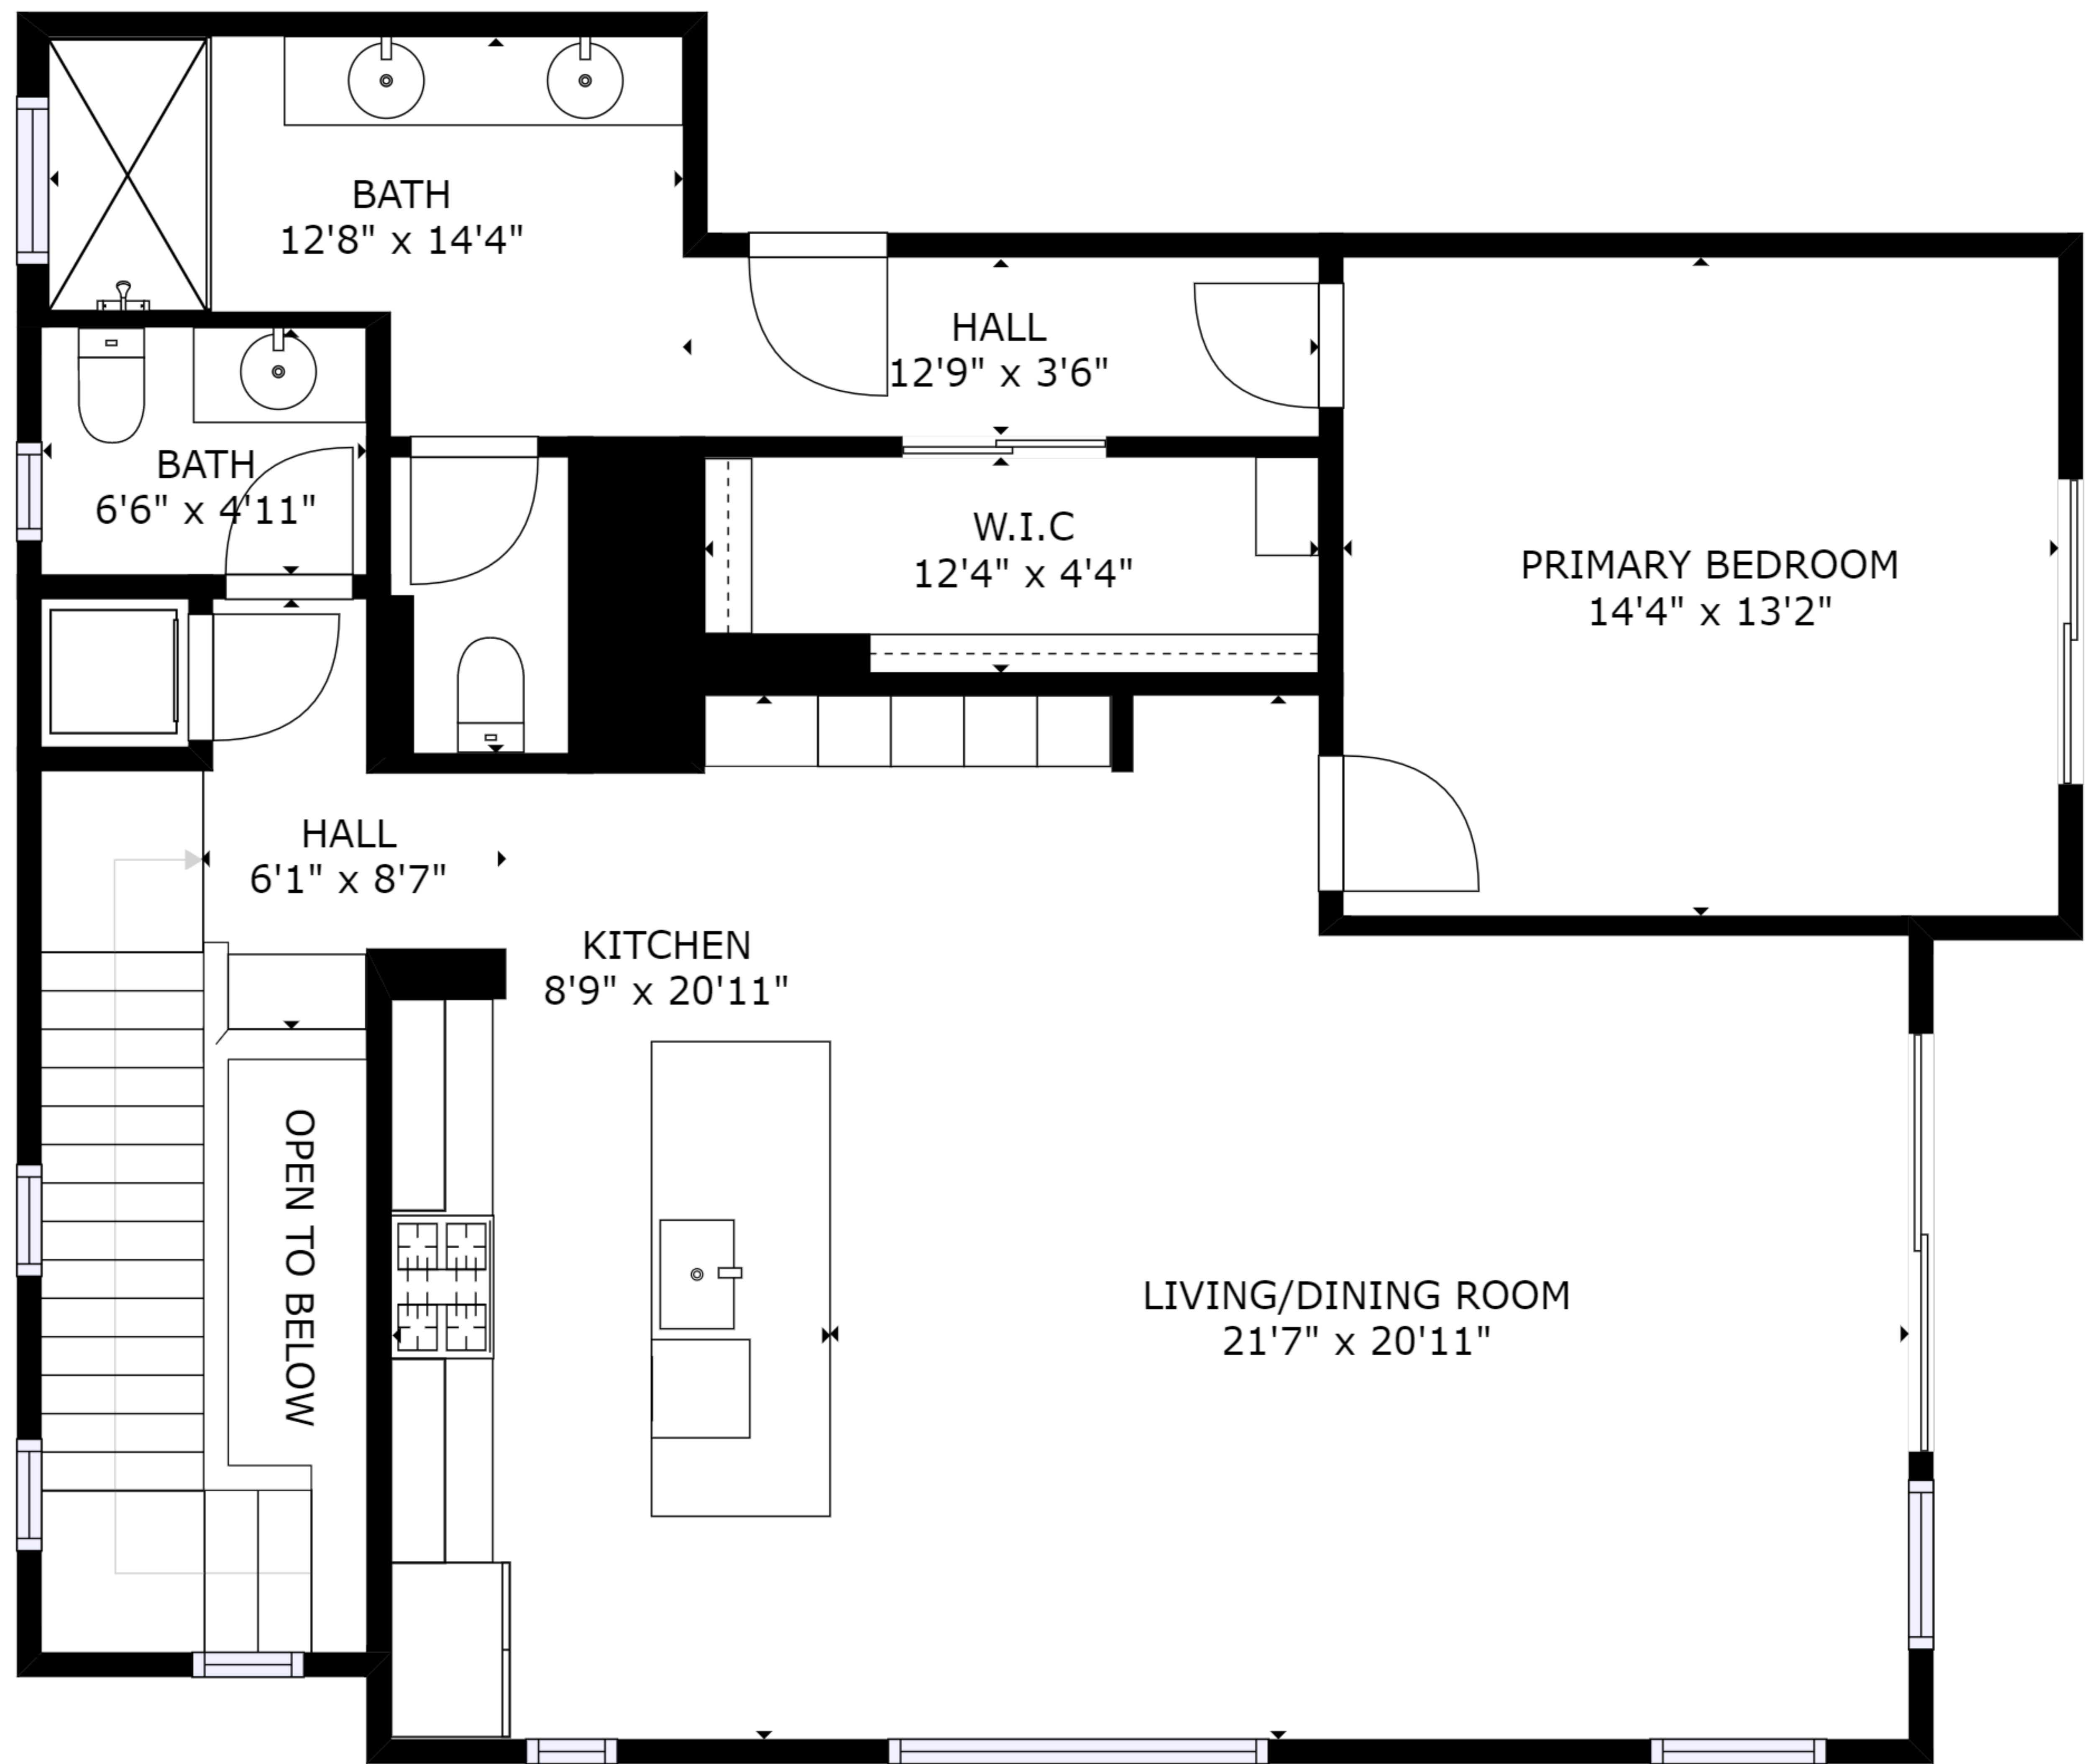 BATH
12'8" x 14'4"
HALL
12'9" x 3'6"
BATH
6'6" x 4'11"
W.I.C
12'4" x 4'4"
PRIMARY BEDROOM
14'4" x 13'2"
HALL
6'1" x 8'7"
KITCHEN
8'9" x 20'11"
OPEN TO BELOW
LIVING/DINING ROOM
21'7" x 20'11"